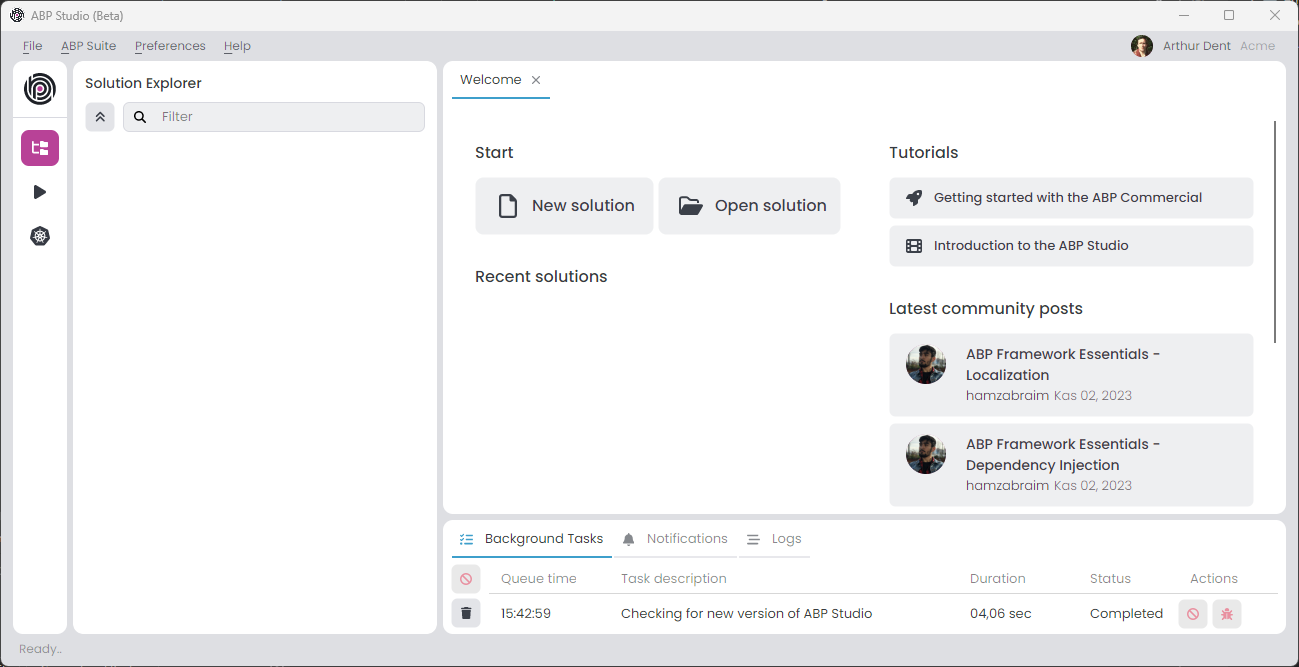 ABP Studio (Beta)
File ABP Suite Preferences Help
Arthur Dent Acme
Solution Explorer
Filter
Welcome
Start
New solution Open solution
Recent solutions
Tutorials
Getting started with the ABP Commercial
Introduction to the ABP Studio
Latest community posts
ABP Framework Essentials -
Localization
hamzabraim Kas 02, 2023
ABP Framework Essentials -
Dependency Injection
hamzabraim Kas 02, 2023
Background Tasks Notifications Logs
Queue time Task description Duration Status Actions
15:42:59 Checking for new version of ABP Studio 04,06 sec Completed
Ready..